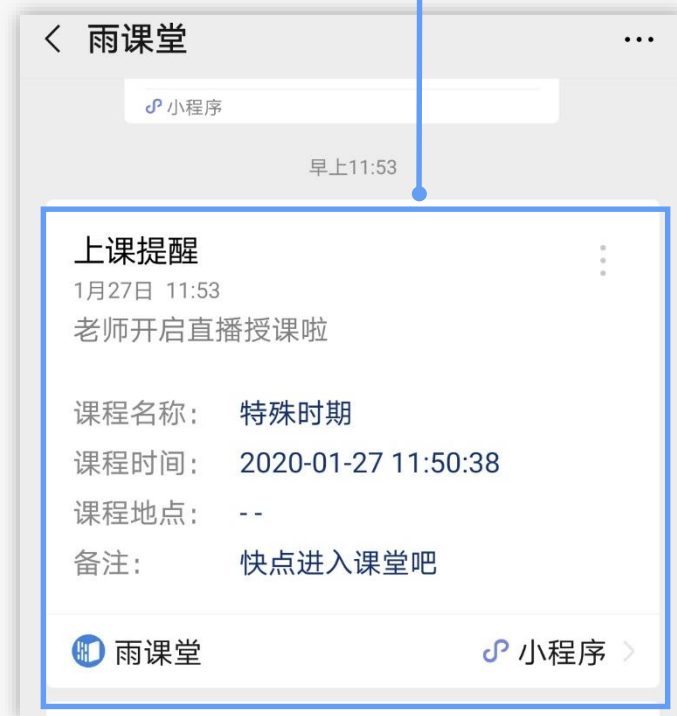 雨课堂
小程序
早上11:53
上课提醒
1月27日 11:53
老师开启直播授课啦
课程名称： 特殊时期
课程时间： 2020-01-27 11:50:38
课程地点： - -
备注： 快点进入课堂吧
雨课堂 小程序